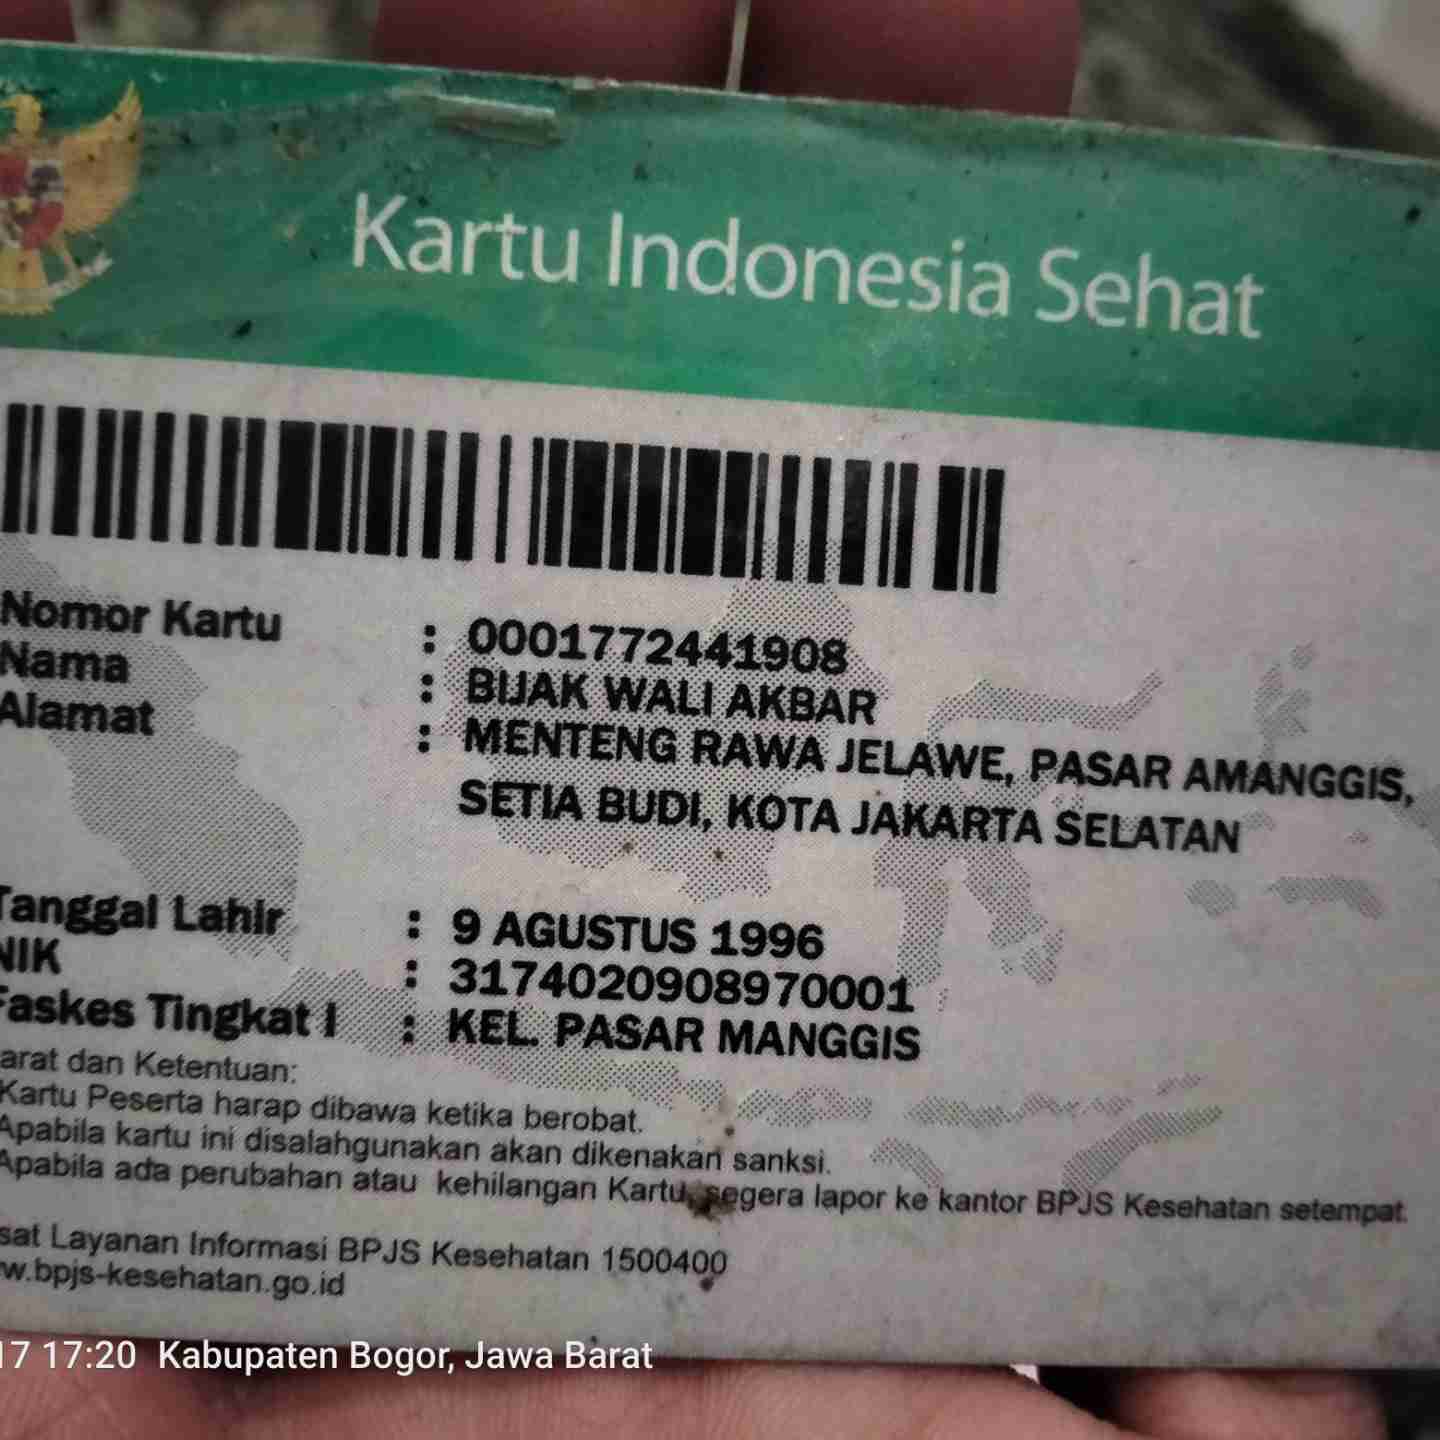 Kartu Indonesia Sehat
Nomor Kartu : 0001772441908
Nama : BIJAK WALI AKBAR
Alamat : MENTENG RAWA JELAWE, PASAR AMANGGIS,
SETIA BUDI, KOTA JAKARTA SELATAN
Tanggal Lahir : 9 AGUSTUS 1996
NIK : 3174020908970001
Faskes Tingkat I : KEL. PASAR MANGGIS
arat dan Ketentuan:
Kartu Peserta harap dibawa ketika berobat.
Apabila kartu ini disalahgunakan akan dikenakan sanksi.
Apabila ada perubahan atau kehilangan Kartu, segera lapor ke kantor BPJS Kesehatan setempat.
sat Layanan Informasi BPJS Kesehatan 1500400
w.bpjs-kesehatan.go.id
17 17:20 Kabupaten Bogor, Jawa Barat